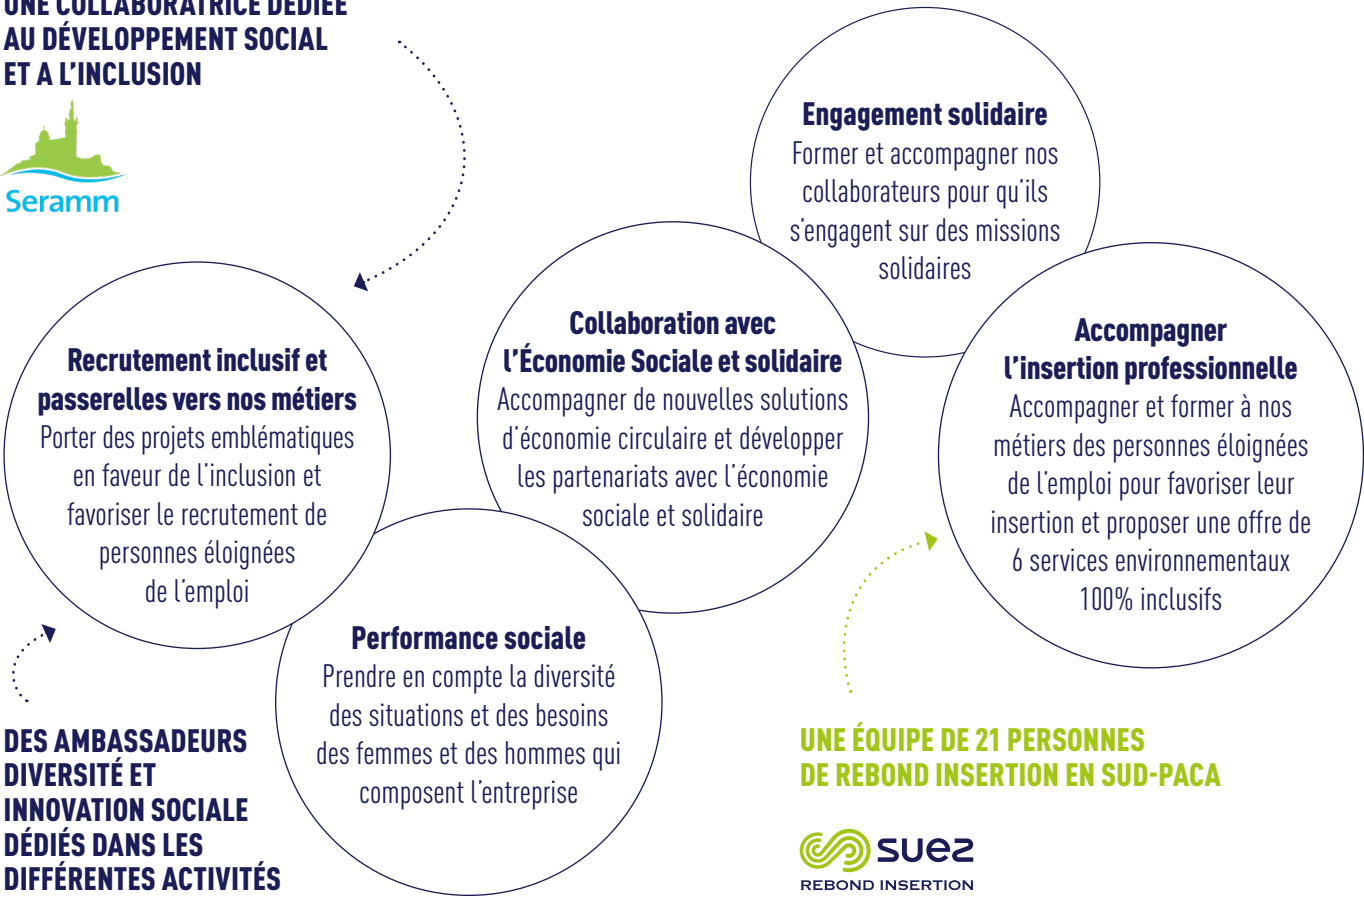 UNE COLLABORATRICE DÉDIÉE
AU DÉVELOPPEMENT SOCIAL
ET A L'INCLUSION
Seramm
Engagement solidaire
Former et accompagner nos
collaborateurs pour qu'ils
s'engagent sur des missions
solidaires
Collaboration avec
l'Économie Sociale et solidaire
Accompagner de nouvelles solutions
d'économie circulaire et développer
les partenariats avec l'économie
sociale et solidaire
Accompagner
l'insertion professionnelle
Accompagner et former à nos
métiers des personnes éloignées
de l'emploi pour favoriser leur
insertion et proposer une offre de
6 services environnementaux
100% inclusifs
Recrutement inclusif et
passerelles vers nos métiers
Porter des projets emblématiques
en faveur de l'inclusion et
favoriser le recrutement de
personnes éloignées
de l'emploi
Performance sociale
Prendre en compte la diversité
des situations et des besoins
des femmes et des hommes qui
composent l'entreprise
DES AMBASSADEURS
DIVERSITÉ ET
INNOVATION SOCIALE
DÉDIÉS DANS LES
DIFFÉRENTES ACTIVITÉS
UNE ÉQUIPE DE 21 PERSONNES
DE REBOND INSERTION EN SUD-PACA
suez
REBOND INSERTION